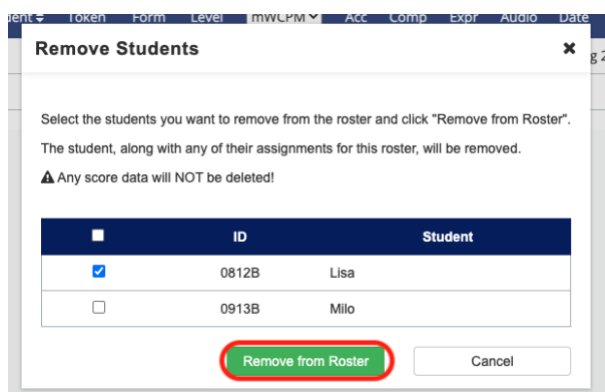 Token Form Level mWCPM Acc Comp Expr Audio Date
Remove Students
Select the students you want to remove from the roster and click "Remove from Roster".
The student, along with any of their assignments for this roster, will be removed.
Any score data will NOT be deleted!
ID Student
0812B Lisa
0913B Milo
Remove from Roster Cancel